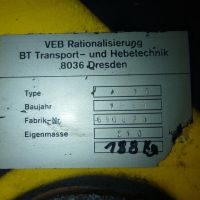 VEB Rationalisierung
BT Transport- und Hebetechnik
8036 Dresden
Type
Baujahr
Fabrik-Nr.
Eigenmasse
188 Kg